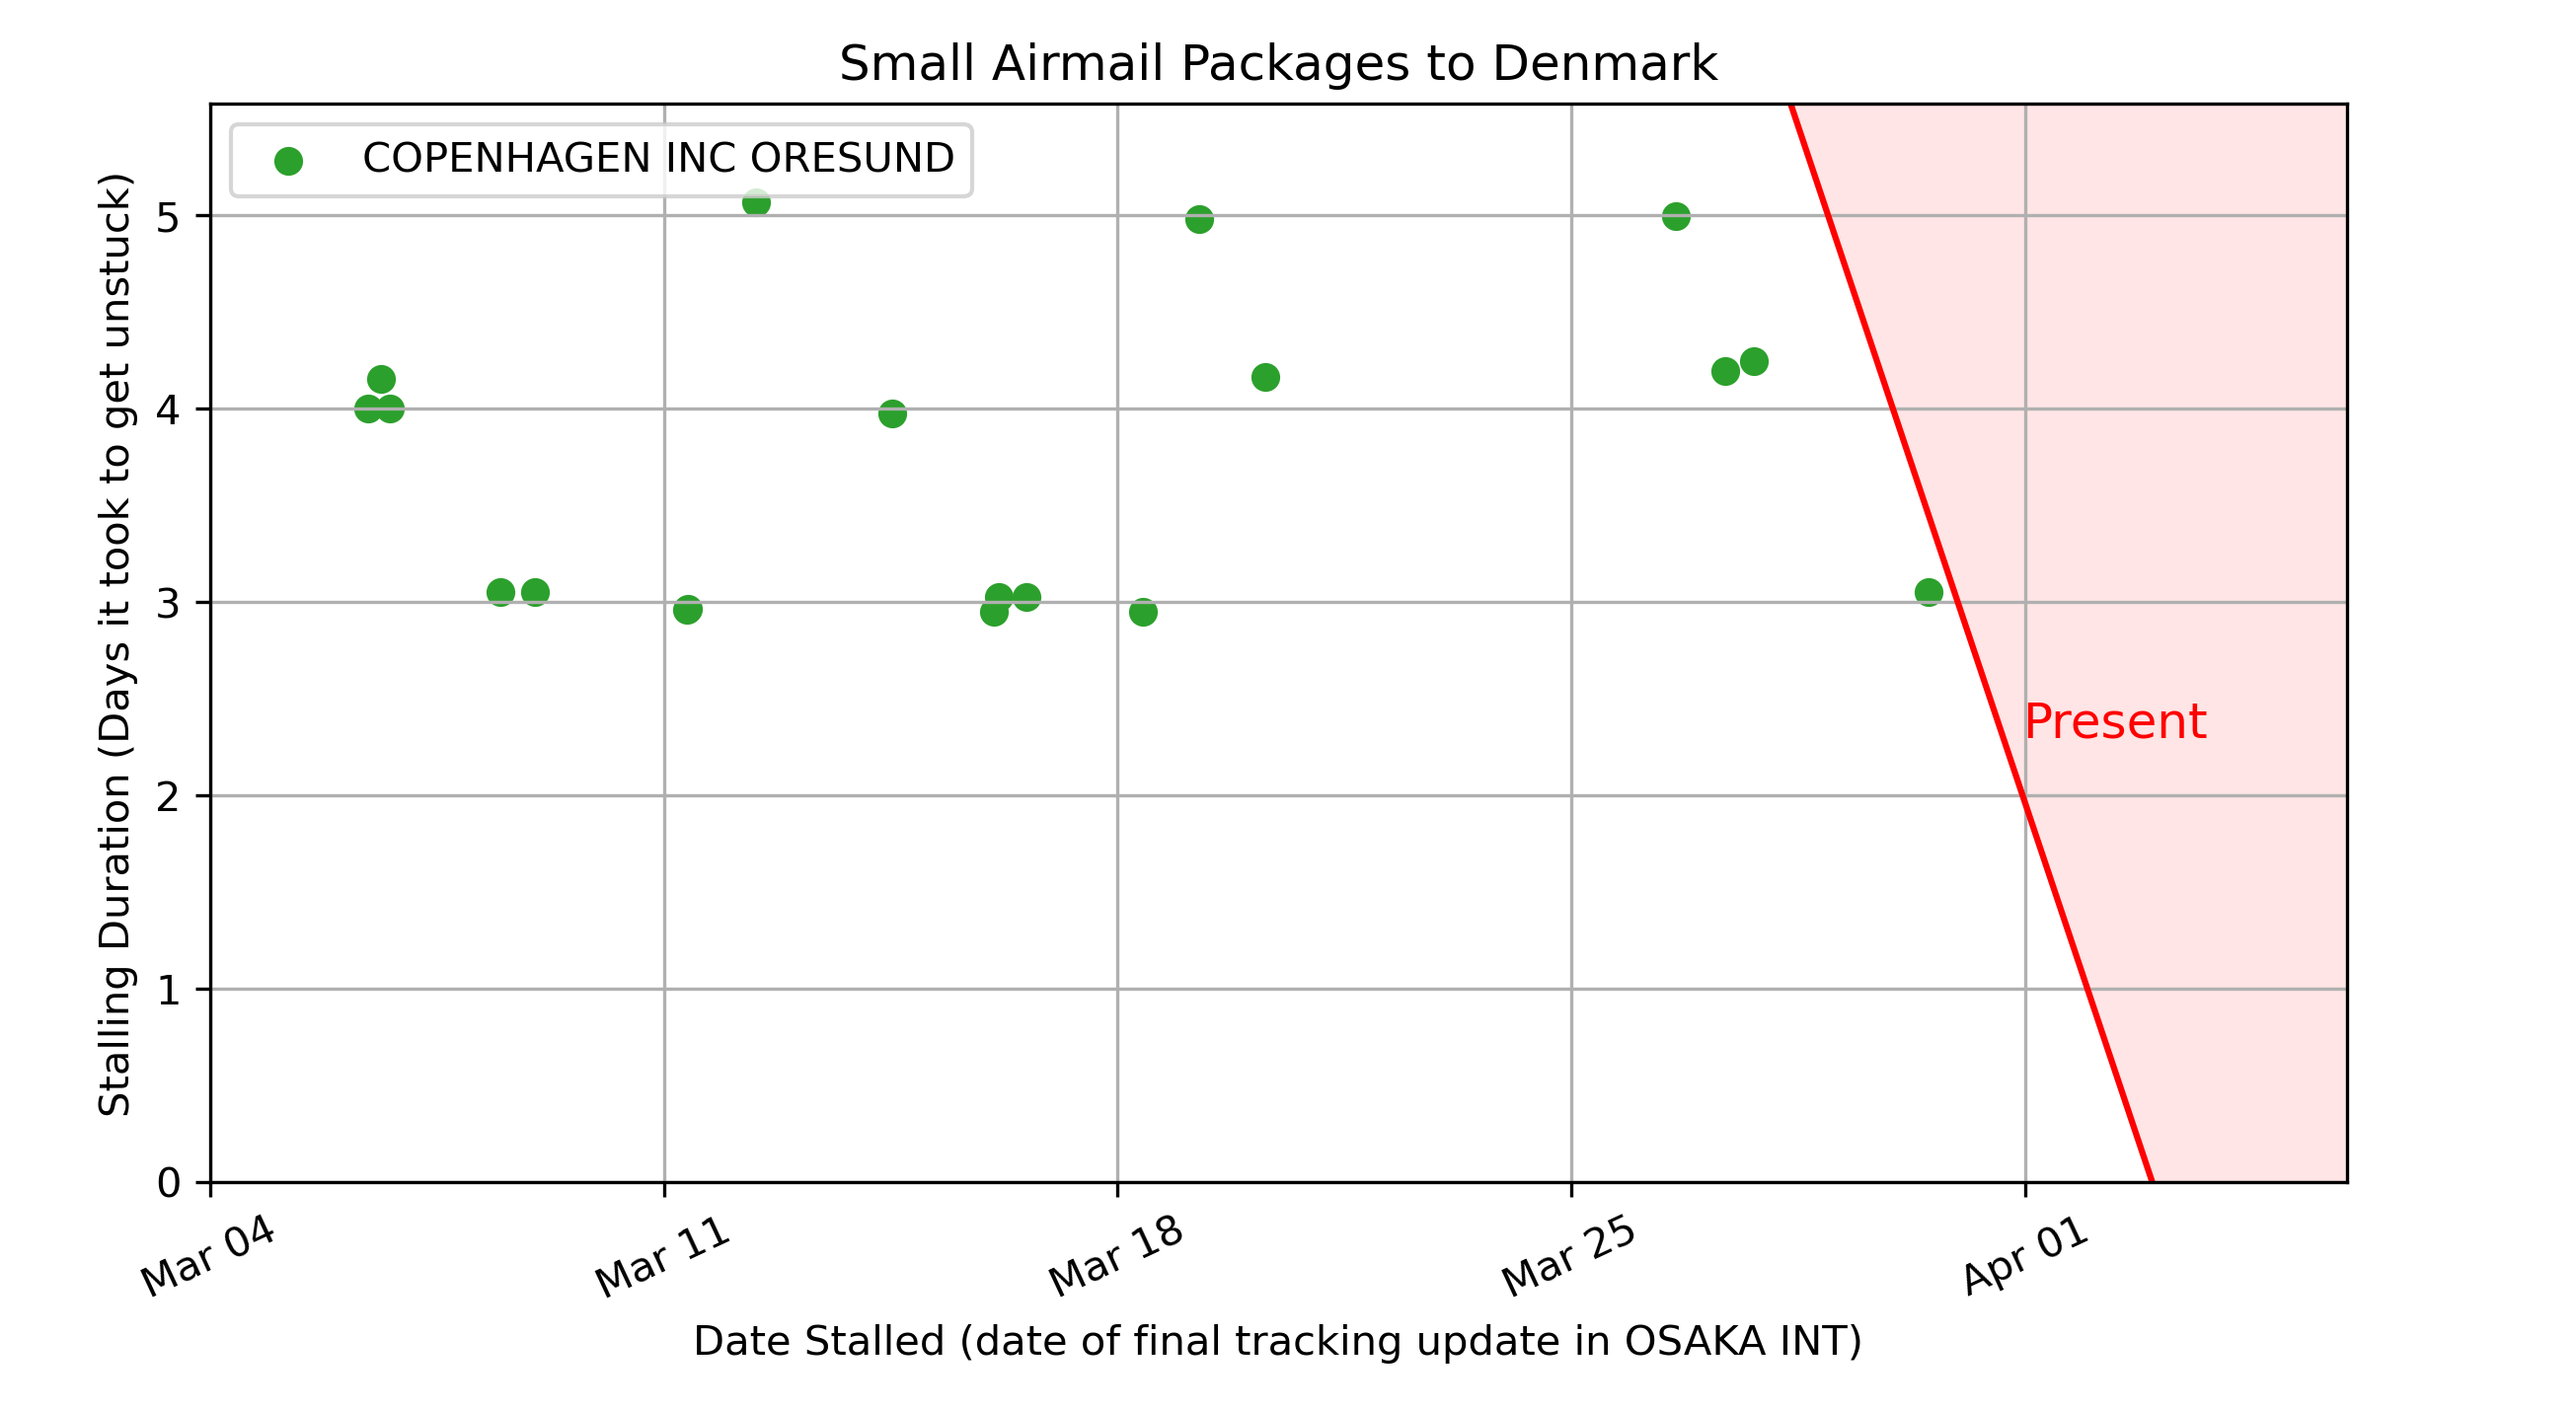 Small Airmail Packages to Denmark
COPENHAGEN INC ORESUND
Stalling Duration (Days it took to get unstuck)
5
4
3
2
1
0
Present
Mar 04
Mar 11
Mar 18
Mar 25
Apr 01
Date Stalled (date of final tracking update in OSAKA INT)